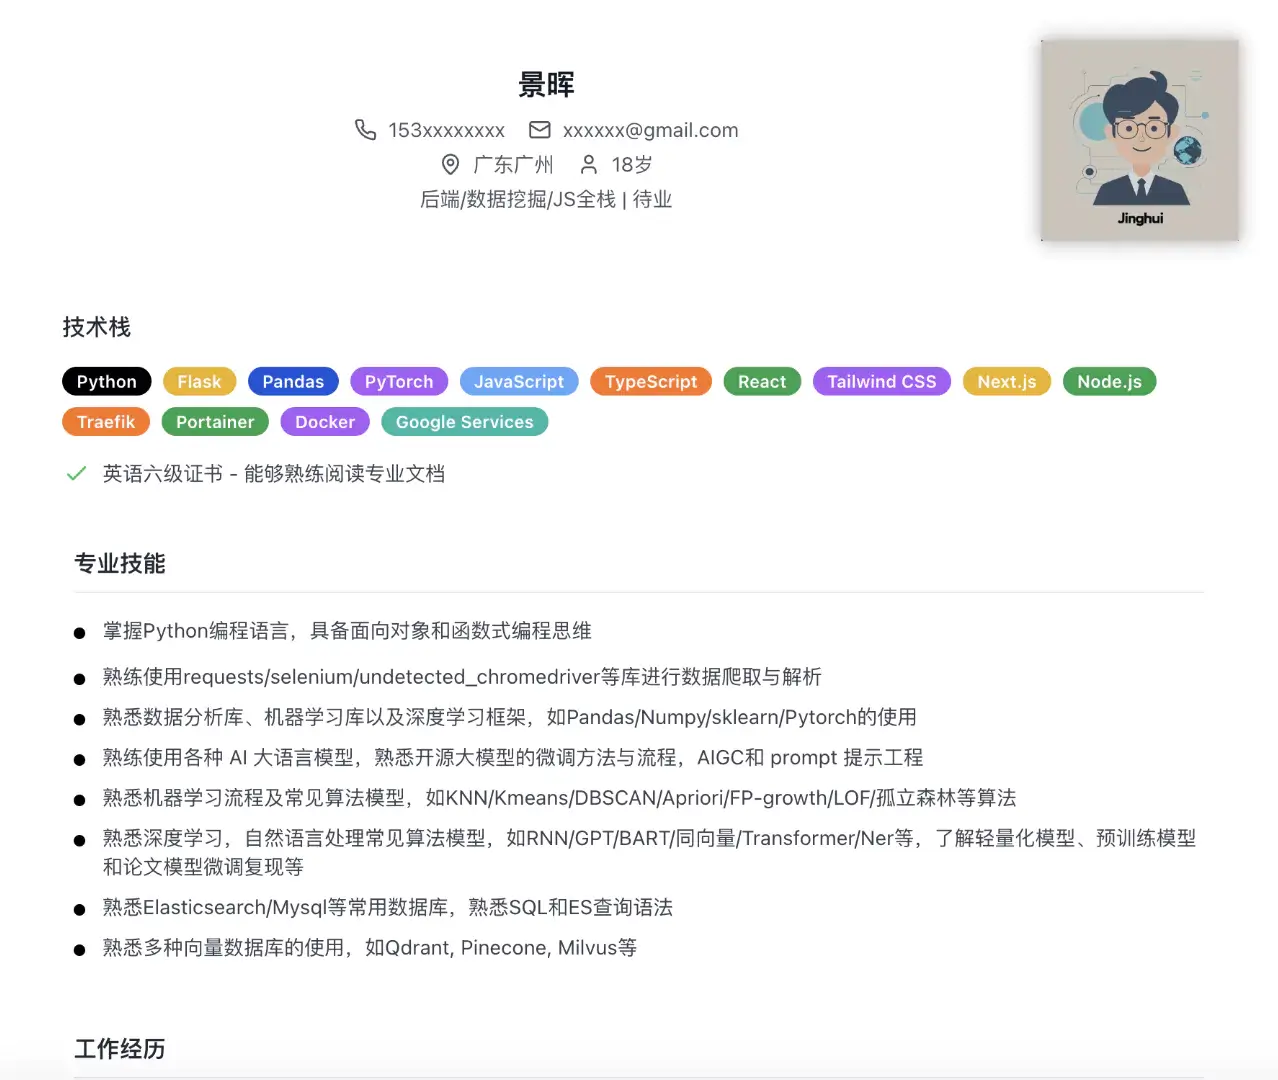 景晖
153xxxxxxxx xxxxxx@gmail.com
广东广州 18岁
后端/数据挖掘/JS全栈 | 待业
Jinghui
技术栈
Python Flask Pandas PyTorch JavaScript TypeScript React Tailwind CSS Next.js Node.js
Traefik Portainer Docker Google Services
英语六级证书 - 能够熟练阅读专业文档
专业技能
掌握Python编程语言，具备面向对象和函数式编程思维
熟练使用requests/selenium/undetected_chromedriver等库进行数据爬取与解析
熟悉数据分析库、机器学习库以及深度学习框架，如Pandas/Numpy/sklearn/Pytorch的使用
熟练使用各种 AI 大语言模型，熟悉开源大模型的微调方法与流程，AIGC和 prompt 提示工程
熟悉机器学习流程及常见算法模型，如KNN/Kmeans/DBSCAN/Apriori/FP-growth/LOF/孤立森林等算法
熟悉深度学习，自然语言处理常见算法模型，如RNN/GPT/BART/同向量/Transformer/Ner等，了解轻量化模型、预训练模型
和论文模型微调复现等
熟悉Elasticsearch/Mysql等常用数据库，熟悉SQL和ES查询语法
熟悉多种向量数据库的使用，如Qdrant, Pinecone, Milvus等
工作经历